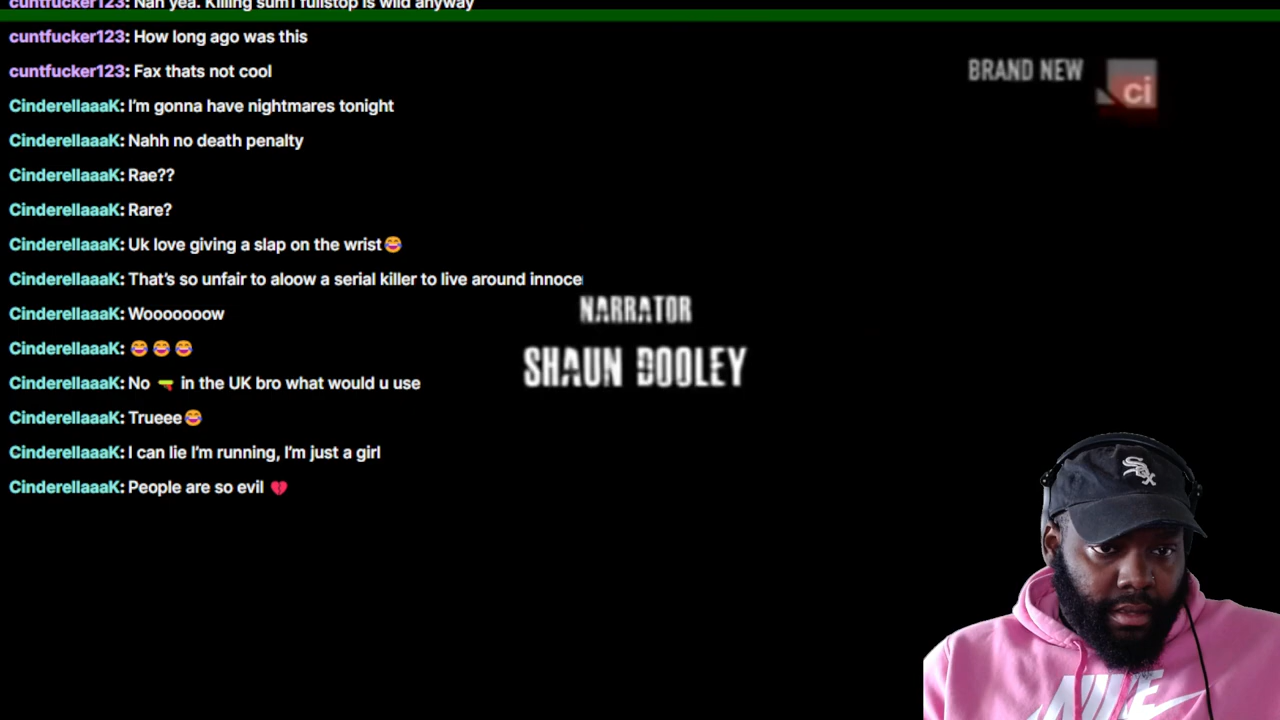 cuntfucker123: Nah yea. Killing sum1 fullstop is wild anyway
cuntfucker123: How long ago was this
cuntfucker123: Fax thats not cool
CinderellaaaK: I'm gonna have nightmares tonight
CinderellaaaK: Nahh no death penalty
CinderellaaaK: Rae??
CinderellaaaK: Rare?
CinderellaaaK: Uk love giving a slap on the wrist😂
CinderellaaaK: That's so unfair to aloow a serial killer to live around innoce
CinderellaaaK: Wooooooow
CinderellaaaK: 😂 😂 😂
CinderellaaaK: No 🔫 in the UK bro what would u use
CinderellaaaK: Trueee😂
CinderellaaaK: I can lie I'm running, I'm just a girl
CinderellaaaK: People are so evil 💔
BRAND NEW
ci
NARRATOR
SHAUN DOOLEY
SOX
NIKE